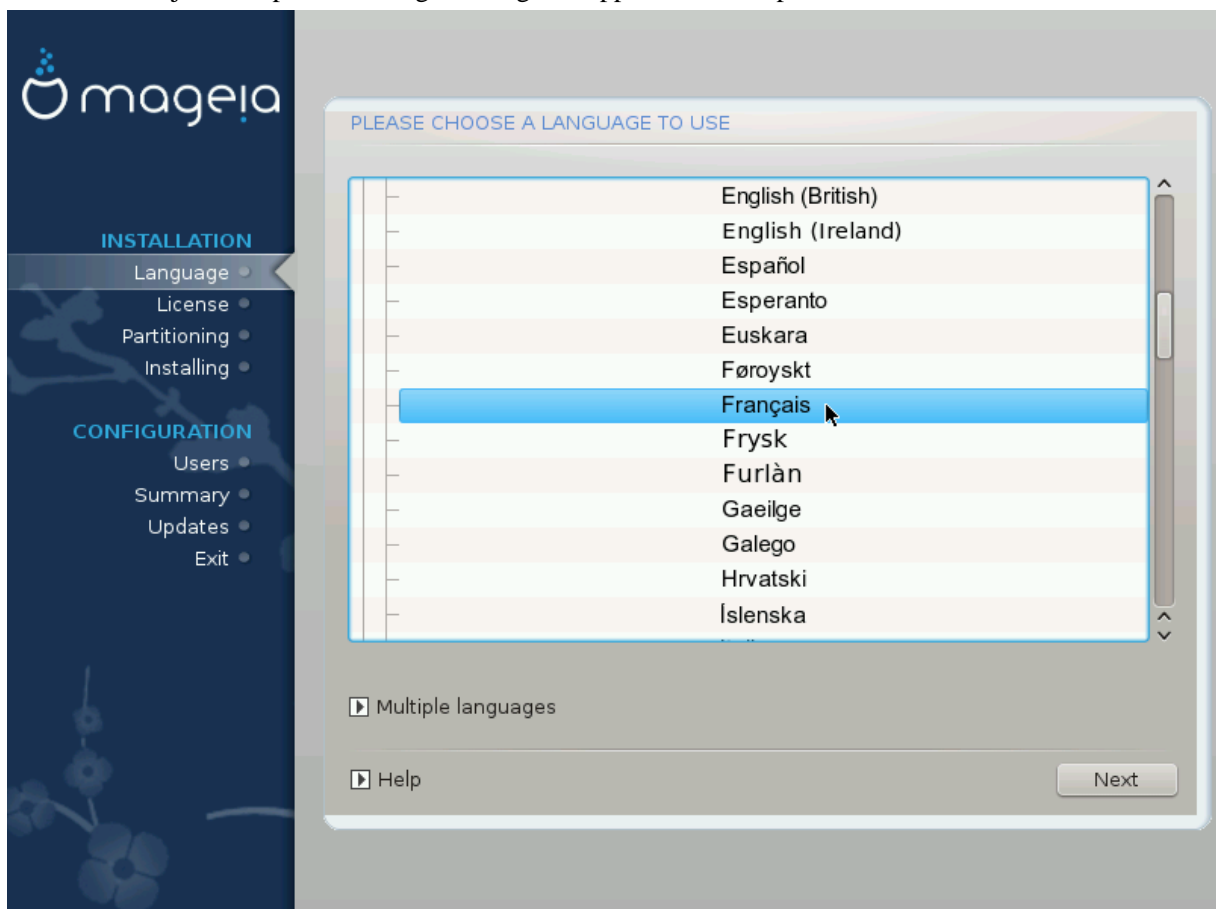 mageia
INSTALLATION
Language
License
Partitioning
Installing
CONFIGURATION
Users
Summary
Updates
Exit
PLEASE CHOOSE A LANGUAGE TO USE
English (British)
English (Ireland)
Español
Esperanto
Euskara
Føroyskt
Français
Frysk
Furlàn
Gaeilge
Galego
Hrvatski
Íslenska
Multiple languages
Help
Next